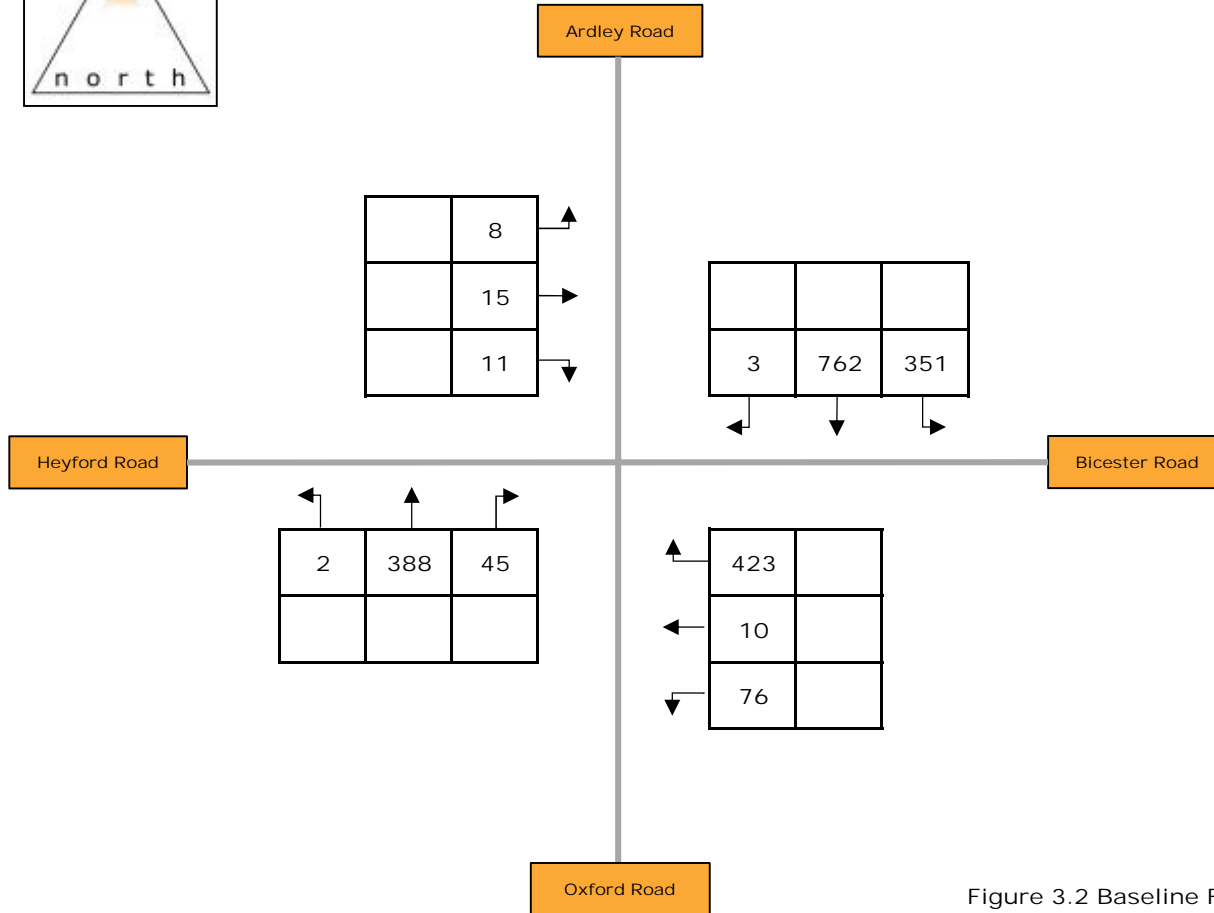 Ardley Road
north
8
15
11
3 762 351
Heyford Road
Bicester Road
2 388 45
423
10
76
Oxford Road
Figure 3.2 Baseline